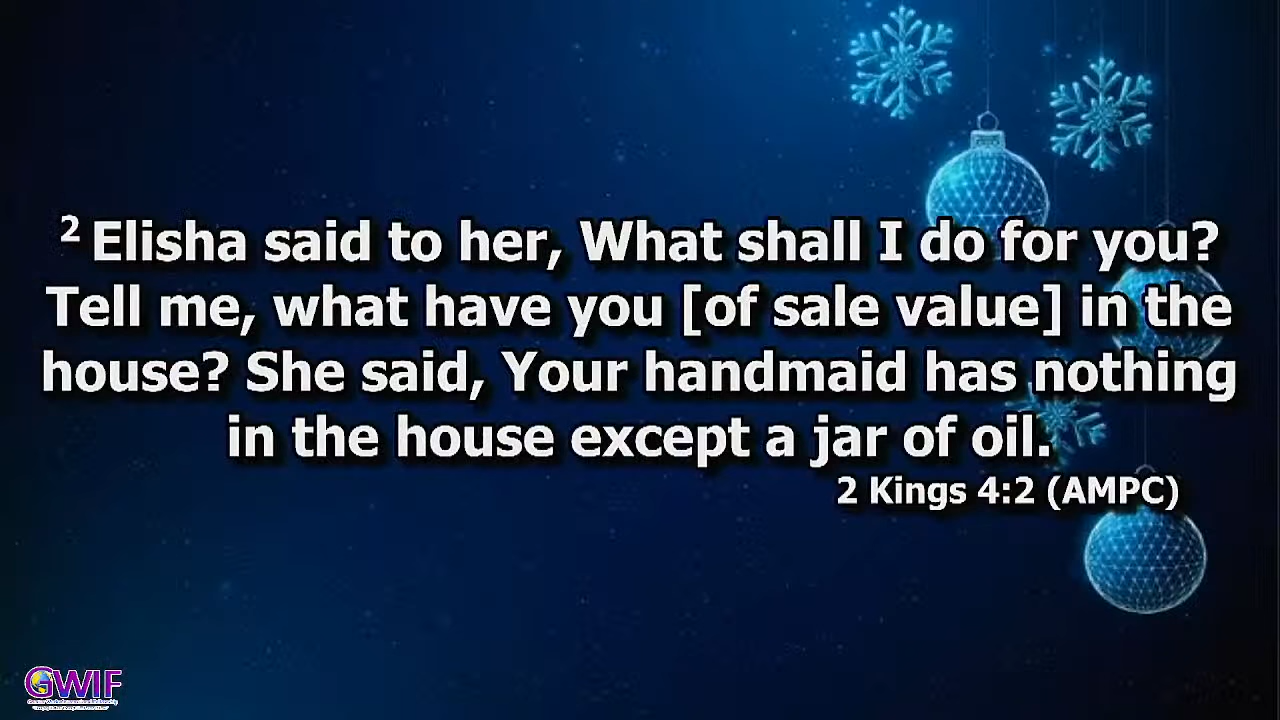 2 Elisha said to her, What shall I do for you?
Tell me, what have you [of sale value] in the
house? She said, Your handmaid has nothing
in the house except a jar of oil.
2 Kings 4:2 (AMPC)
GWIF